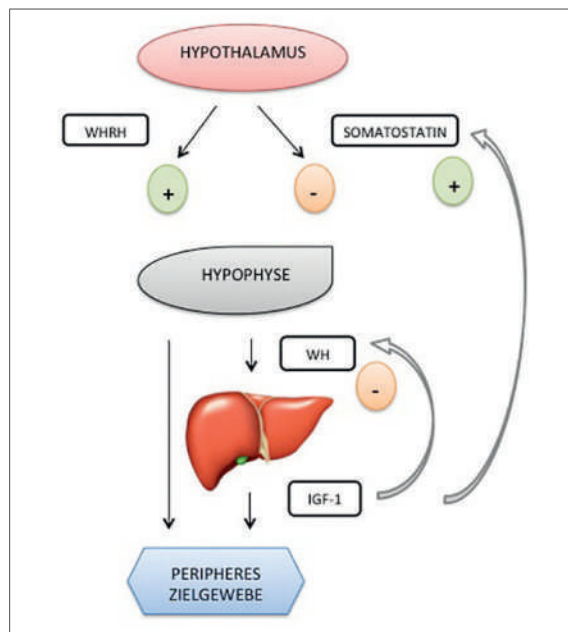 HYPOTHALAMUS
WHRH
SOMATOSTATIN
+
-
+
HYPOPHYSE
WH
-
IGF-1
PERIPHERES
ZIELGEWEBE